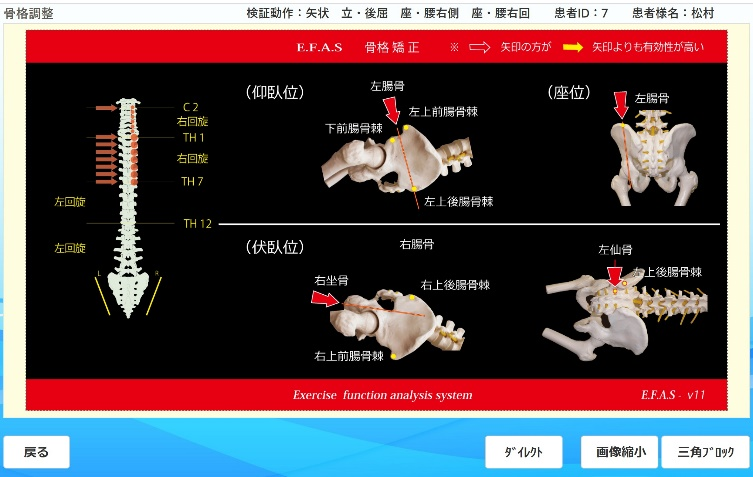 骨格調整
検証動作：矢状　立・後屈　座・腰右側　座・腰右回　患者ID：7　患者様名：松村
E.F.A.S　骨格矯正　※ 矢印の方が 矢印よりも有効性が高い
C 2
右回旋
TH 1
右回旋
TH 7
左回旋
TH 12
左回旋
L R
（仰臥位）
左腸骨
左上前腸骨棘
下前腸骨棘
左上後腸骨棘
（座位）
左腸骨
（伏臥位）
右腸骨
右坐骨
右上後腸骨棘
右上前腸骨棘
左仙骨
右上後腸骨棘
Exercise function analysis system
E.F.A.S - v11
戻る
ﾀﾞｲﾚｸﾄ
画像縮小
三角ﾌﾞﾛｯｸ